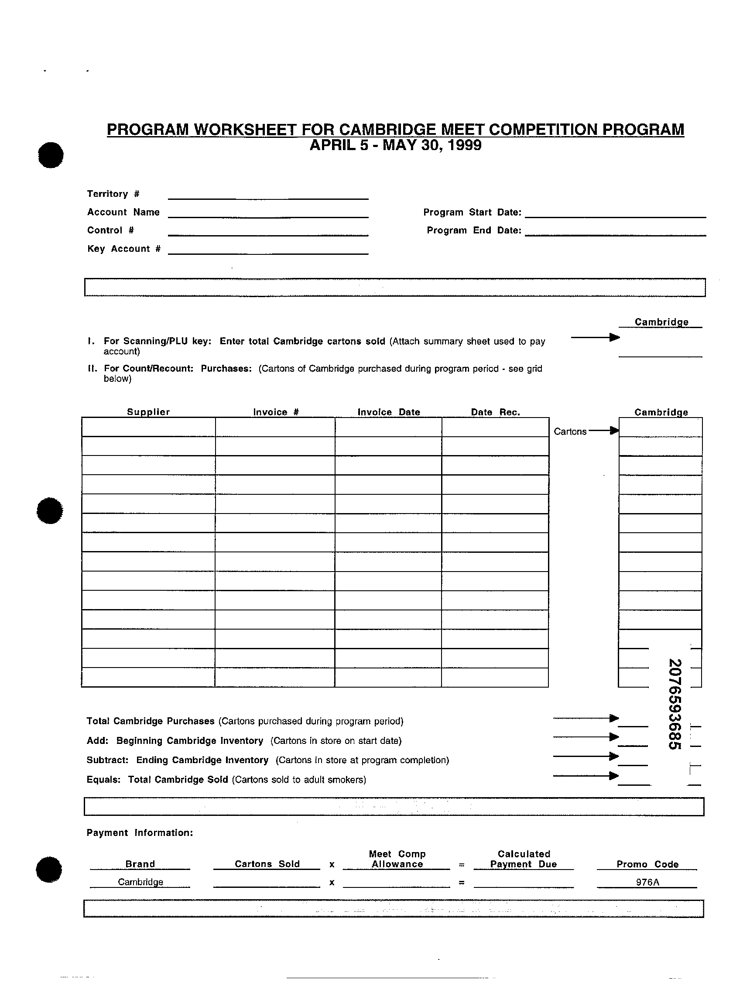 PROGRAM WORKSHEET FOR CAMBRIDGE MEET COMPETITION PROGRAM
APRIL 5 - MAY 30, 1999
Territory #
Account Name
Program Start Date:
Control #
Program End Date:
Key Account #
Cambridge
I. For Scanning/PLU key: Enter total Cambridge cartons sold (Attach summary sheet used to pay
account)
II. For Count/Recount: Purchases: (Cartons of Cambridge purchased during program period - see grid
below)
Supplier Invoice # Invoice Date Date Rec. Cambridge
Cartons
2076593685
Total Cambridge Purchases (Cartons purchased during program period)
Add: Beginning Cambridge Inventory (Cartons in store on start date)
Subtract: Ending Cambridge Inventory (Cartons in store at program completion)
Equals: Total Cambridge Sold (Cartons sold to adult smokers)
Payment Information:
Meet Comp Calculated
Brand Cartons Sold x Allowance = Payment Due Promo Code
Cambridge x = 976A